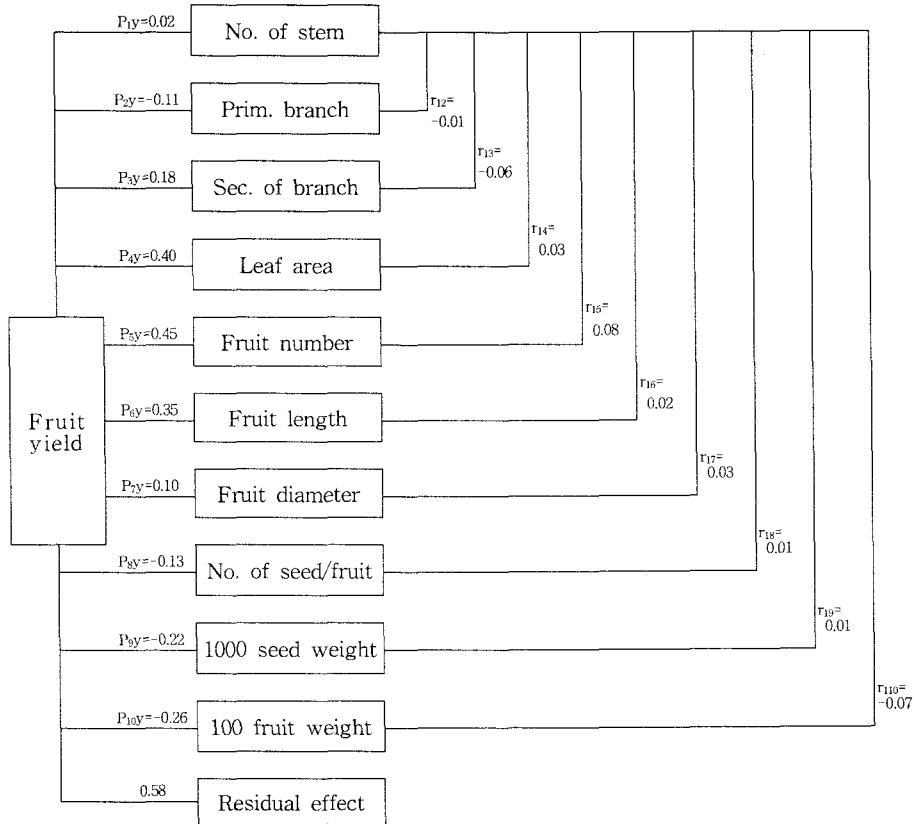 P₁y=0.02
No. of stem
P₂y=-0.11
Prim. branch
r₁₂=
-0.01
P₃y=0.18
Sec. of branch
r₁₃=
-0.06
P₄y=0.40
Leaf area
r₁₄=
0.03
P₅y=0.45
Fruit number
r₁₅=
0.08
P₆y=0.35
Fruit length
r₁₆=
0.02
Fruit
yield
P₇y=0.10
Fruit diameter
r₁₇=
0.03
P₈y=-0.13
No. of seed/fruit
r₁₈=
0.01
P₉y=-0.22
1000 seed weight
r₁₉=
0.01
P₁₀y=-0.26
100 fruit weight
r₁₁₀=
-0.07
0.58
Residual effect